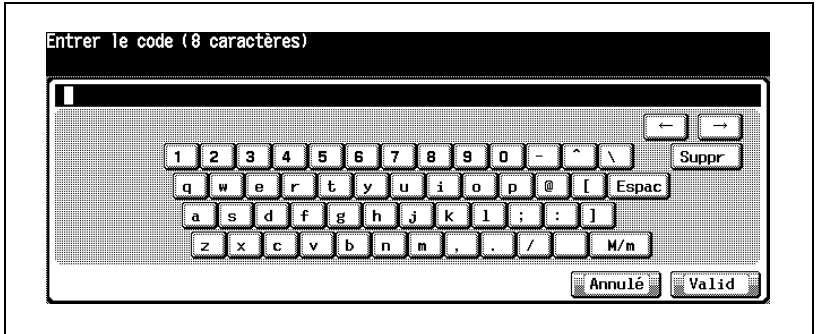 Entrer le code (8 caractères)
← →
1 2 3 4 5 6 7 8 9 0 - ^ \ Suppr
q w e r t y u i o p @ [ Espac
a s d f g h j k l ; : ]
z x c v b n m , . / M/m
Annulé Valid